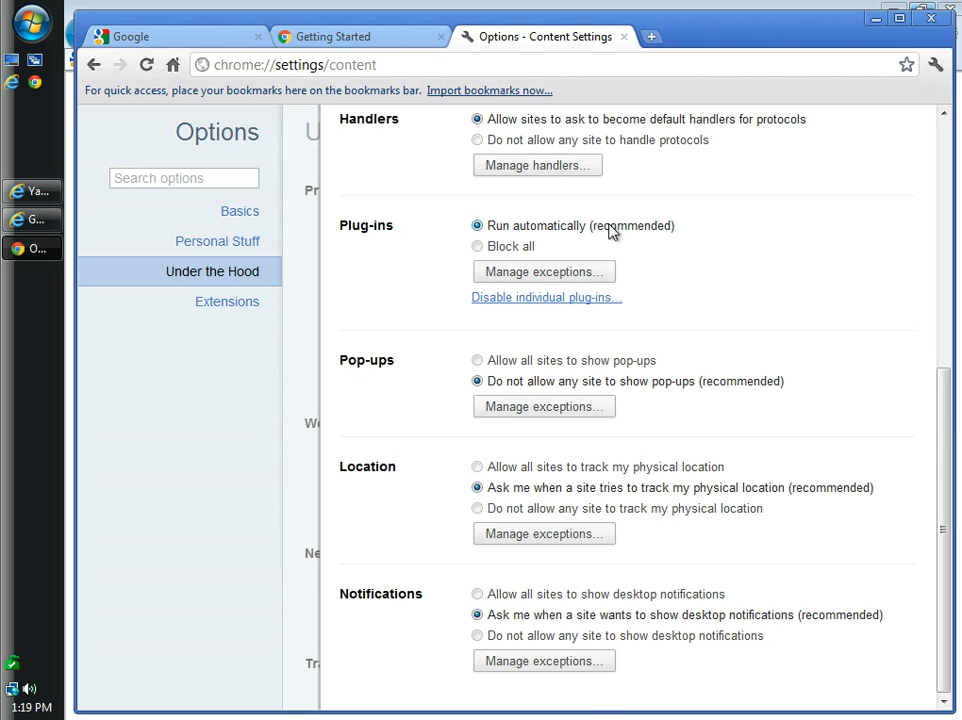 Google
Getting Started
Options - Content Settings
chrome://settings/content
For quick access, place your bookmarks here on the bookmarks bar. Import bookmarks now...
Options
Search options
Basics
Personal Stuff
Under the Hood
Extensions
U
Pr
We
Ne
Tra
Handlers
Allow sites to ask to become default handlers for protocols
Do not allow any site to handle protocols
Manage handlers...
Plug-ins
Run automatically (recommended)
Block all
Manage exceptions...
Disable individual plug-ins...
Pop-ups
Allow all sites to show pop-ups
Do not allow any site to show pop-ups (recommended)
Manage exceptions...
Location
Allow all sites to track my physical location
Ask me when a site tries to track my physical location (recommended)
Do not allow any site to track my physical location
Manage exceptions...
Notifications
Allow all sites to show desktop notifications
Ask me when a site wants to show desktop notifications (recommended)
Do not allow any site to show desktop notifications
Manage exceptions...
Ya...
G...
O...
1:19 PM